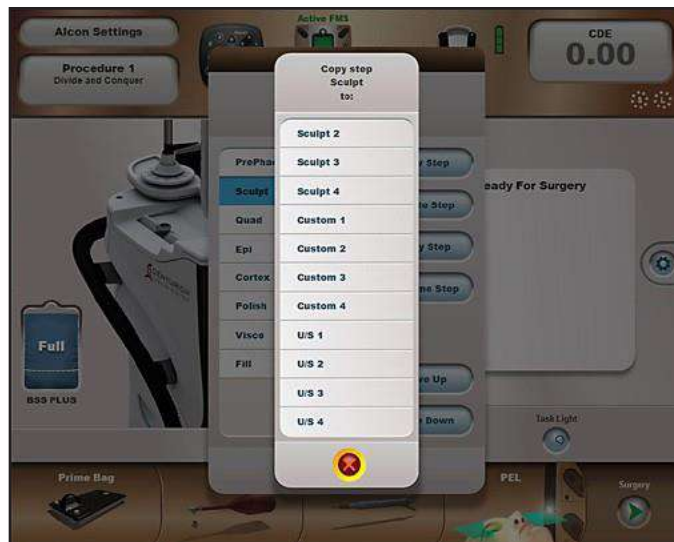 Alcon Settings
Active FMS
CDE
0.00
Procedure 1
Divide and Conquer
Copy step
Sculpt
to:
Sculpt 2
Sculpt 3
Sculpt 4
Custom 1
Custom 2
Custom 3
Custom 4
U/S 1
U/S 2
U/S 3
U/S 4
Sculpt
Quad
Epi
Cortex
Polish
Visco
Fill
Step
Step
Step
Step
Up
Down
For Surgery
CENTURION
Full
BSS PLUS
Task Light
Prime Bag
PEL
Surgery